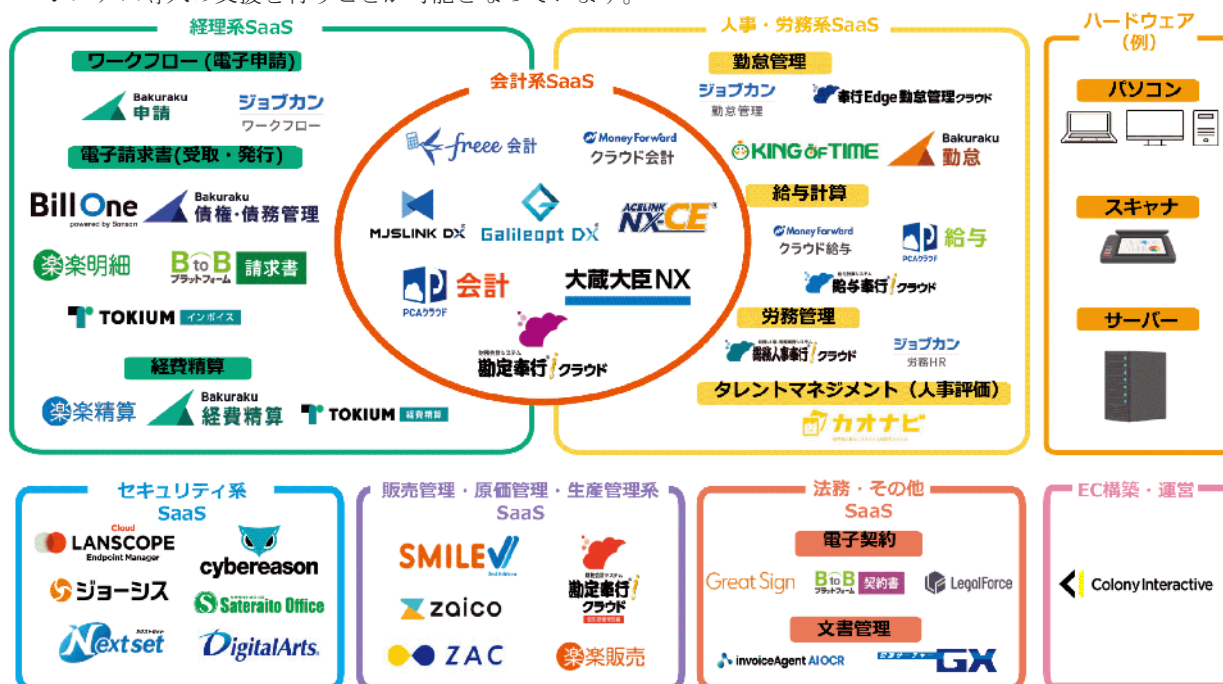 経理系SaaS
ワークフロー (電子申請)
Bakuraku
申請
ジョブカン
ワークフロー
電子請求書(受取・発行)
Bill One
powered by Sansan
Bakuraku
債権・債務管理
楽楽明細
BtoB
プラットフォーム
請求書
TOKIUM インボイス
経費精算
楽楽精算
Bakuraku
経費精算
TOKIUM 経費精算
会計系SaaS
freee 会計
Money Forward
クラウド会計
MJSLINK DX
Galileopt DX
ACELINK
NX-CE
PCAクラウド
会計
大蔵大臣NX
勘定奉行クラウド
人事・労務系SaaS
勤怠管理
ジョブカン
勤怠管理
奉行Edge 勤怠管理クラウド
KING OF TIME
Bakuraku
勤怠
給与計算
Money Forward
クラウド給与
PCAクラウド
給与
給与奉行クラウド
労務管理
ジョブカン
労務HR
タレントマネジメント（人事評価）
カオナビ
ハードウェア
（例）
パソコン
スキャナ
サーバー
セキュリティ系
SaaS
Cloud
LANSCOPE
Endpoint Manager
cybereason
ジョーシス
Sateraito Office
Nextset
DigitalArts.
販売管理・原価管理・生産管理系
SaaS
SMILE V
2nd Edition
勘定奉行
クラウド
zaico
ZAC
楽楽販売
法務・その他
SaaS
電子契約
Great Sign
BtoB
プラットフォーム
契約書
LegalForce
文書管理
invoiceAgent AI OCR
GX
EC構築・運営
Colony Interactive